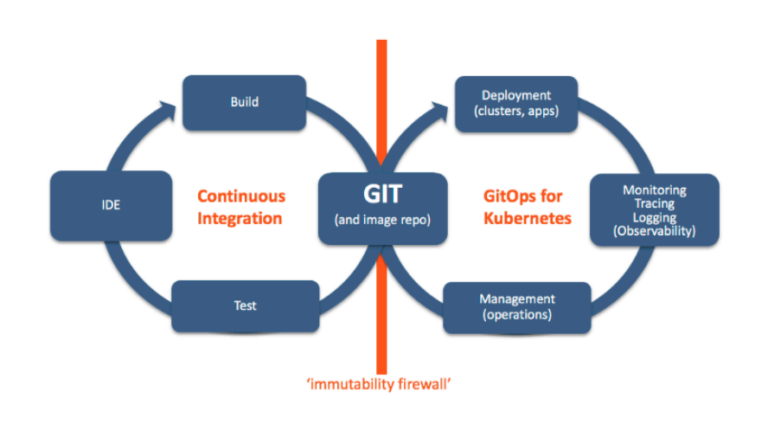 Build
Deployment
(clusters, apps)
IDE
Continuous
Integration
GIT
(and image repo)
GitOps for
Kubernetes
Monitoring
Tracing
Logging
(Observability)
Test
Management
(operations)
‘immutability firewall’